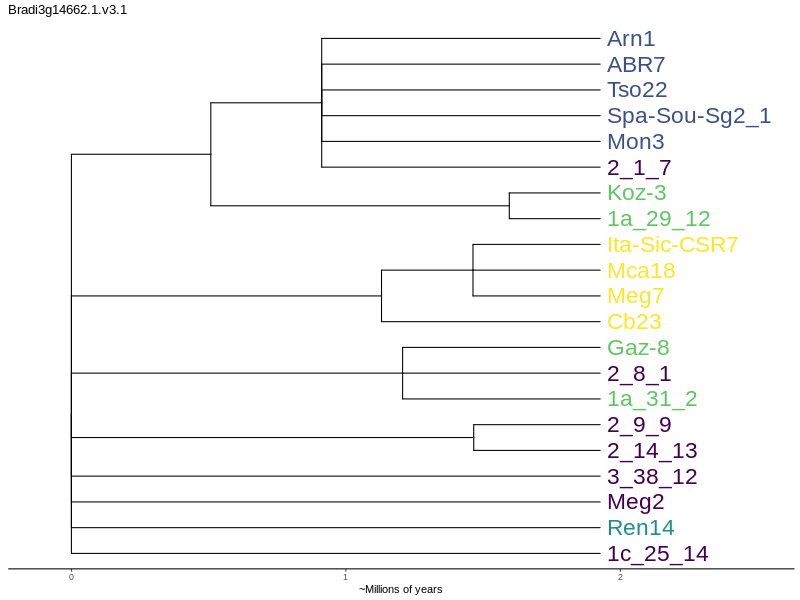 Bradi3g14662.1.v3.1
Arn1
ABR7
Tso22
Spa-Sou-Sg2_1
Mon3
2_1_7
Koz-3
1a_29_12
Ita-Sic-CSR7
Mca18
Meg7
Cb23
Gaz-8
2_8_1
1a_31_2
2_9_9
2_14_13
3_38_12
Meg2
Ren14
1c_25_14
0 1 2
~Millions of years